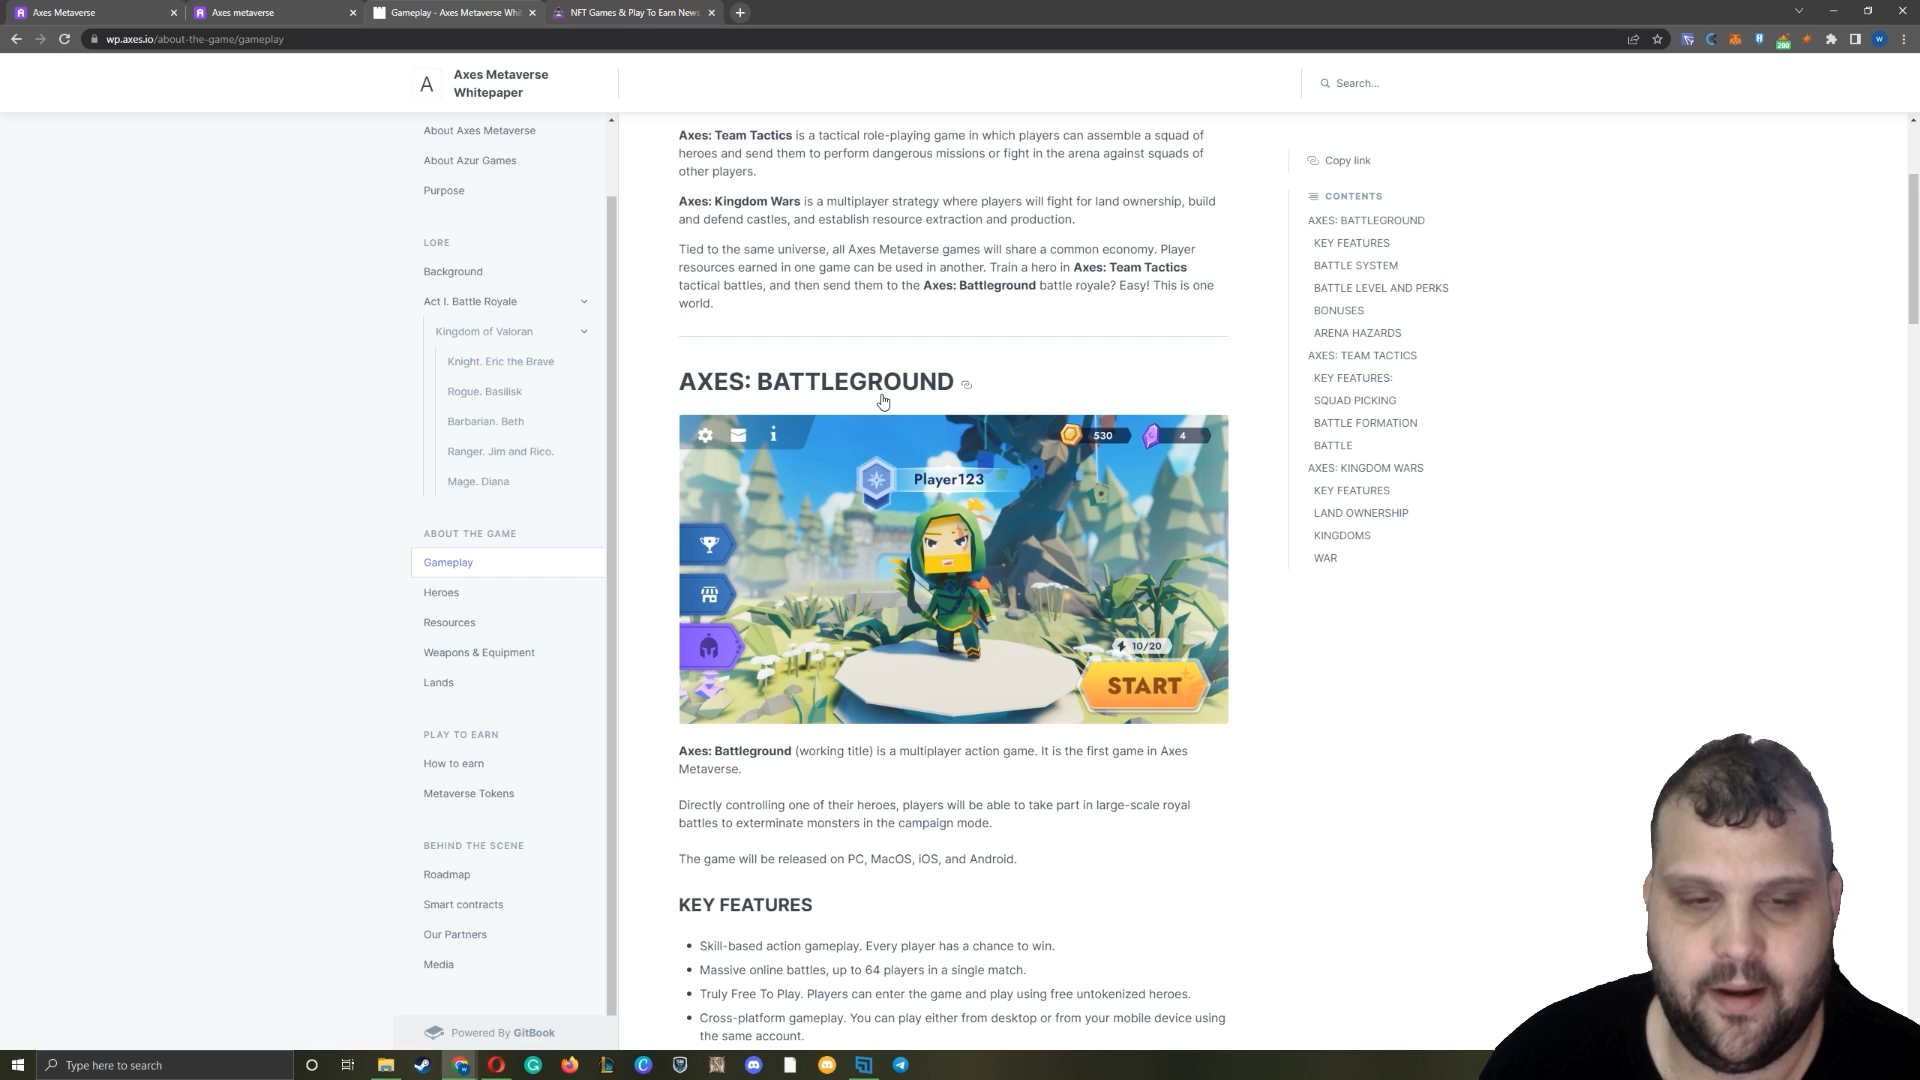 Axes Metaverse
Axes metaverse
Gameplay - Axes Metaverse Whi
NFT Games & Play To Earn News
wp.axes.io/about-the-game/gameplay
200
W
A
Axes Metaverse
Whitepaper
Search...
About Axes Metaverse
About Azur Games
Purpose
LORE
Background
Act I. Battle Royale
Kingdom of Valoran
Knight. Eric the Brave
Rogue. Basilisk
Barbarian. Beth
Ranger. Jim and Rico.
Mage. Diana
ABOUT THE GAME
Gameplay
Heroes
Resources
Weapons & Equipment
Lands
PLAY TO EARN
How to earn
Metaverse Tokens
BEHIND THE SCENE
Roadmap
Smart contracts
Our Partners
Media
Powered By GitBook
Axes: Team Tactics is a tactical role-playing game in which players can assemble a squad of
heroes and send them to perform dangerous missions or fight in the arena against squads of
other players.
Axes: Kingdom Wars is a multiplayer strategy where players will fight for land ownership, build
and defend castles, and establish resource extraction and production.
Tied to the same universe, all Axes Metaverse games will share a common economy. Player
resources earned in one game can be used in another. Train a hero in Axes: Team Tactics
tactical battles, and then send them to the Axes: Battleground battle royale? Easy! This is one
world.
AXES: BATTLEGROUND
i
530
4
Player123
10/20
START
Axes: Battleground (working title) is a multiplayer action game. It is the first game in Axes
Metaverse.
Directly controlling one of their heroes, players will be able to take part in large-scale royal
battles to exterminate monsters in the campaign mode.
The game will be released on PC, MacOS, iOS, and Android.
KEY FEATURES
• Skill-based action gameplay. Every player has a chance to win.
• Massive online battles, up to 64 players in a single match.
• Truly Free To Play. Players can enter the game and play using free untokenized heroes.
• Cross-platform gameplay. You can play either from desktop or from your mobile device using
the same account.
Copy link
CONTENTS
AXES: BATTLEGROUND
KEY FEATURES
BATTLE SYSTEM
BATTLE LEVEL AND PERKS
BONUSES
ARENA HAZARDS
AXES: TEAM TACTICS
KEY FEATURES:
SQUAD PICKING
BATTLE FORMATION
BATTLE
AXES: KINGDOM WARS
KEY FEATURES
LAND OWNERSHIP
KINGDOMS
WAR
Type here to search